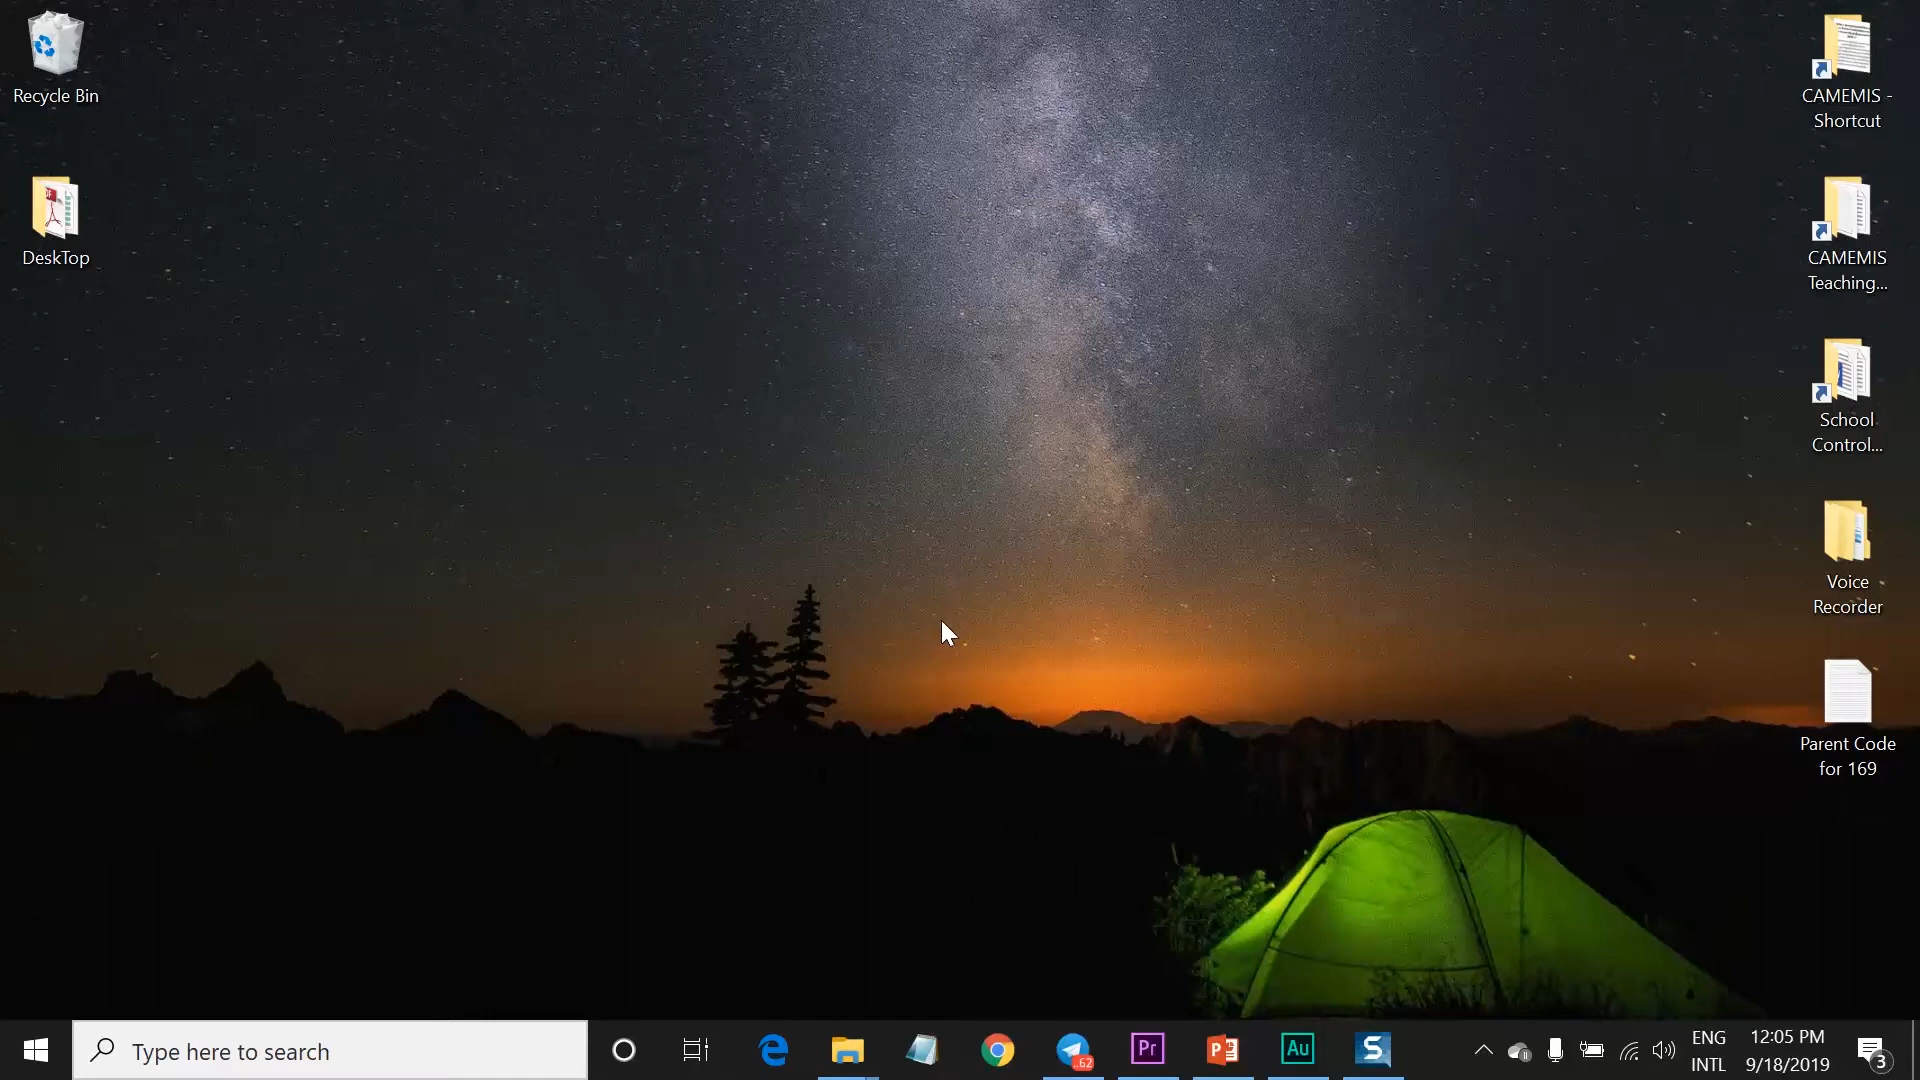 Recycle Bin
DeskTop
CAMEMIS -
Shortcut
CAMEMIS
Teaching...
School
Control...
Voice
Recorder
Parent Code
for 169
Type here to search
..62
Pr
Au
S
ENG
INTL
12:05 PM
9/18/2019
3